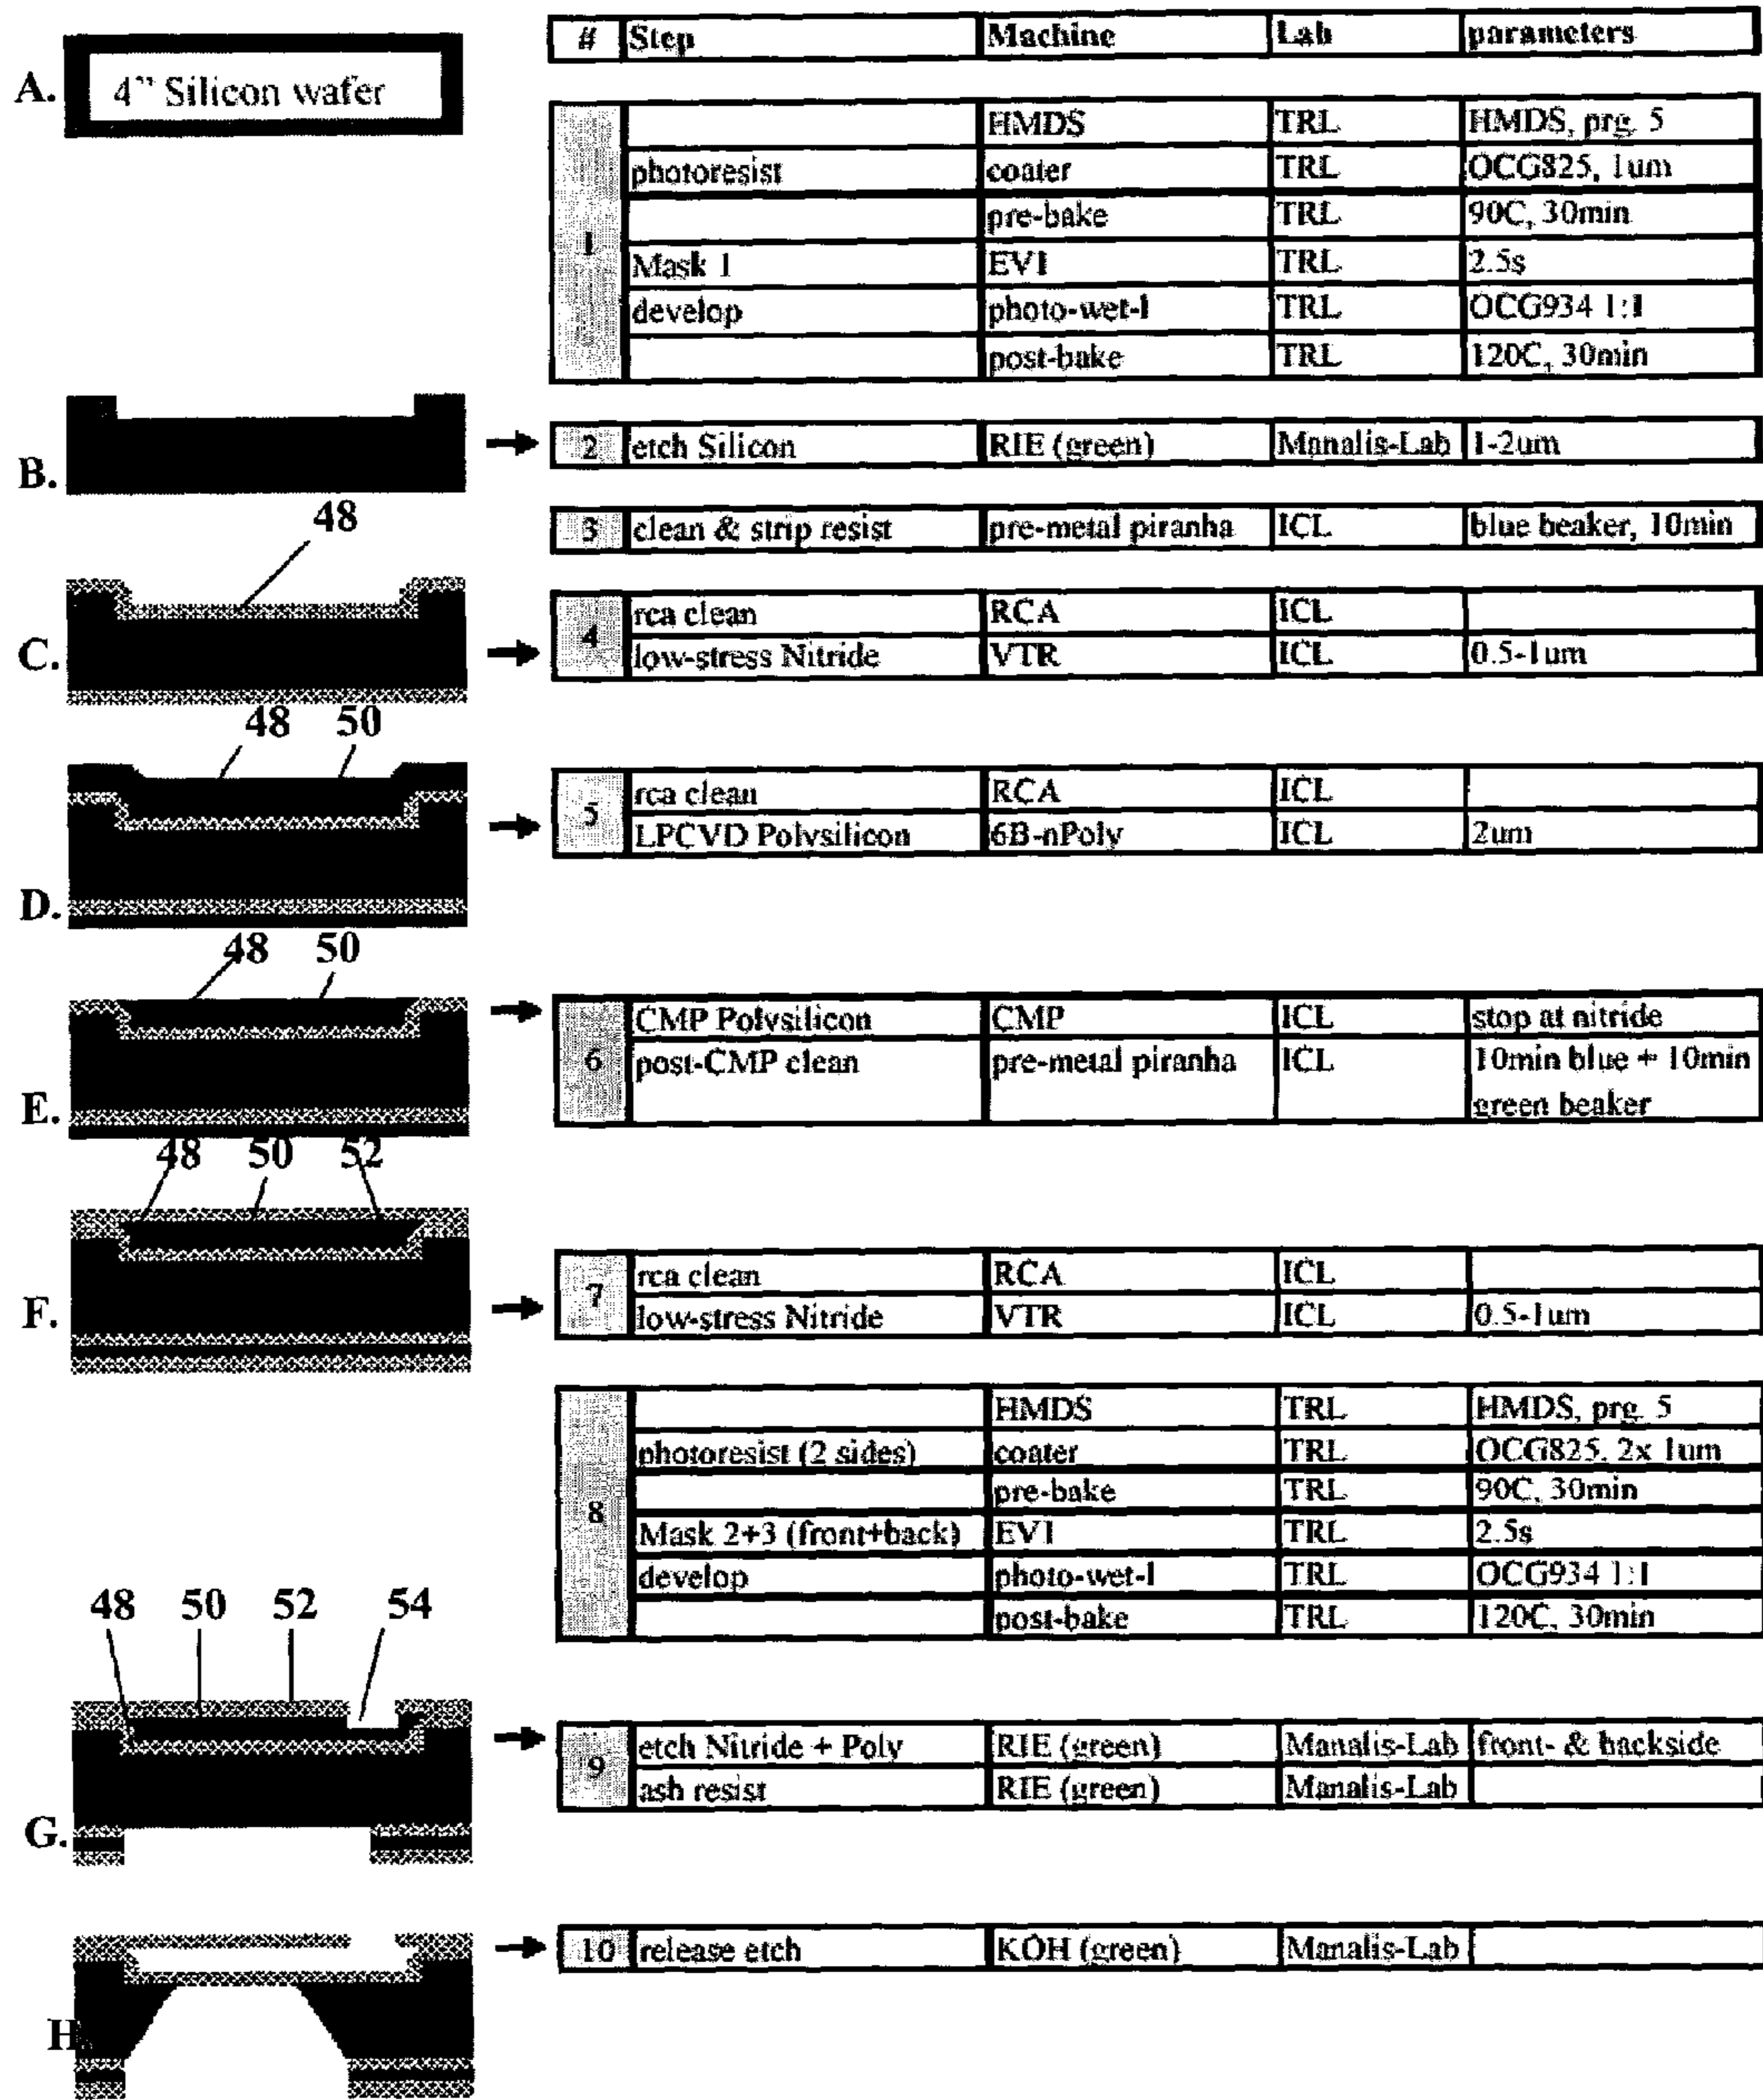 # Step Machine Lab parameters
A. 4” Silicon wafer
1
HMDS TRL HMDS, prg. 5
photoresist coater TRL OCG825, 1um
pre-bake TRL 90C, 30min
Mask 1 EV1 TRL 2.5s
develop photo-wet-l TRL OCG934 1:1
post-bake TRL 120C, 30min
B.
2 etch Silicon RIE (green) Manalis-Lab 1-2um
3 clean & strip resist pre-metal piranha ICL blue beaker, 10min
48
C.
4
rca clean RCA ICL
low-stress Nitride VTR ICL 0.5-1um
48 50
D.
5
rca clean RCA ICL
LPCVD Polysilicon 6B-nPoly ICL 2um
48 50
E.
6
CMP Polysilicon CMP ICL stop at nitride
post-CMP clean pre-metal piranha ICL 10min blue + 10min
green beaker
48 50 52
F.
7
rca clean RCA ICL
low-stress Nitride VTR ICL 0.5-1um
8
HMDS TRL HMDS, prg. 5
photoresist (2 sides) coater TRL OCG825, 2x 1um
pre-bake TRL 90C, 30min
Mask 2+3 (front+back) EV1 TRL 2.5s
develop photo-wet-l TRL OCG934 1:1
post-bake TRL 120C, 30min
48 50 52 54
G.
9
etch Nitride + Poly RIE (green) Manalis-Lab front- & backside
ash resist RIE (green) Manalis-Lab
H.
10 release etch KOH (green) Manalis-Lab